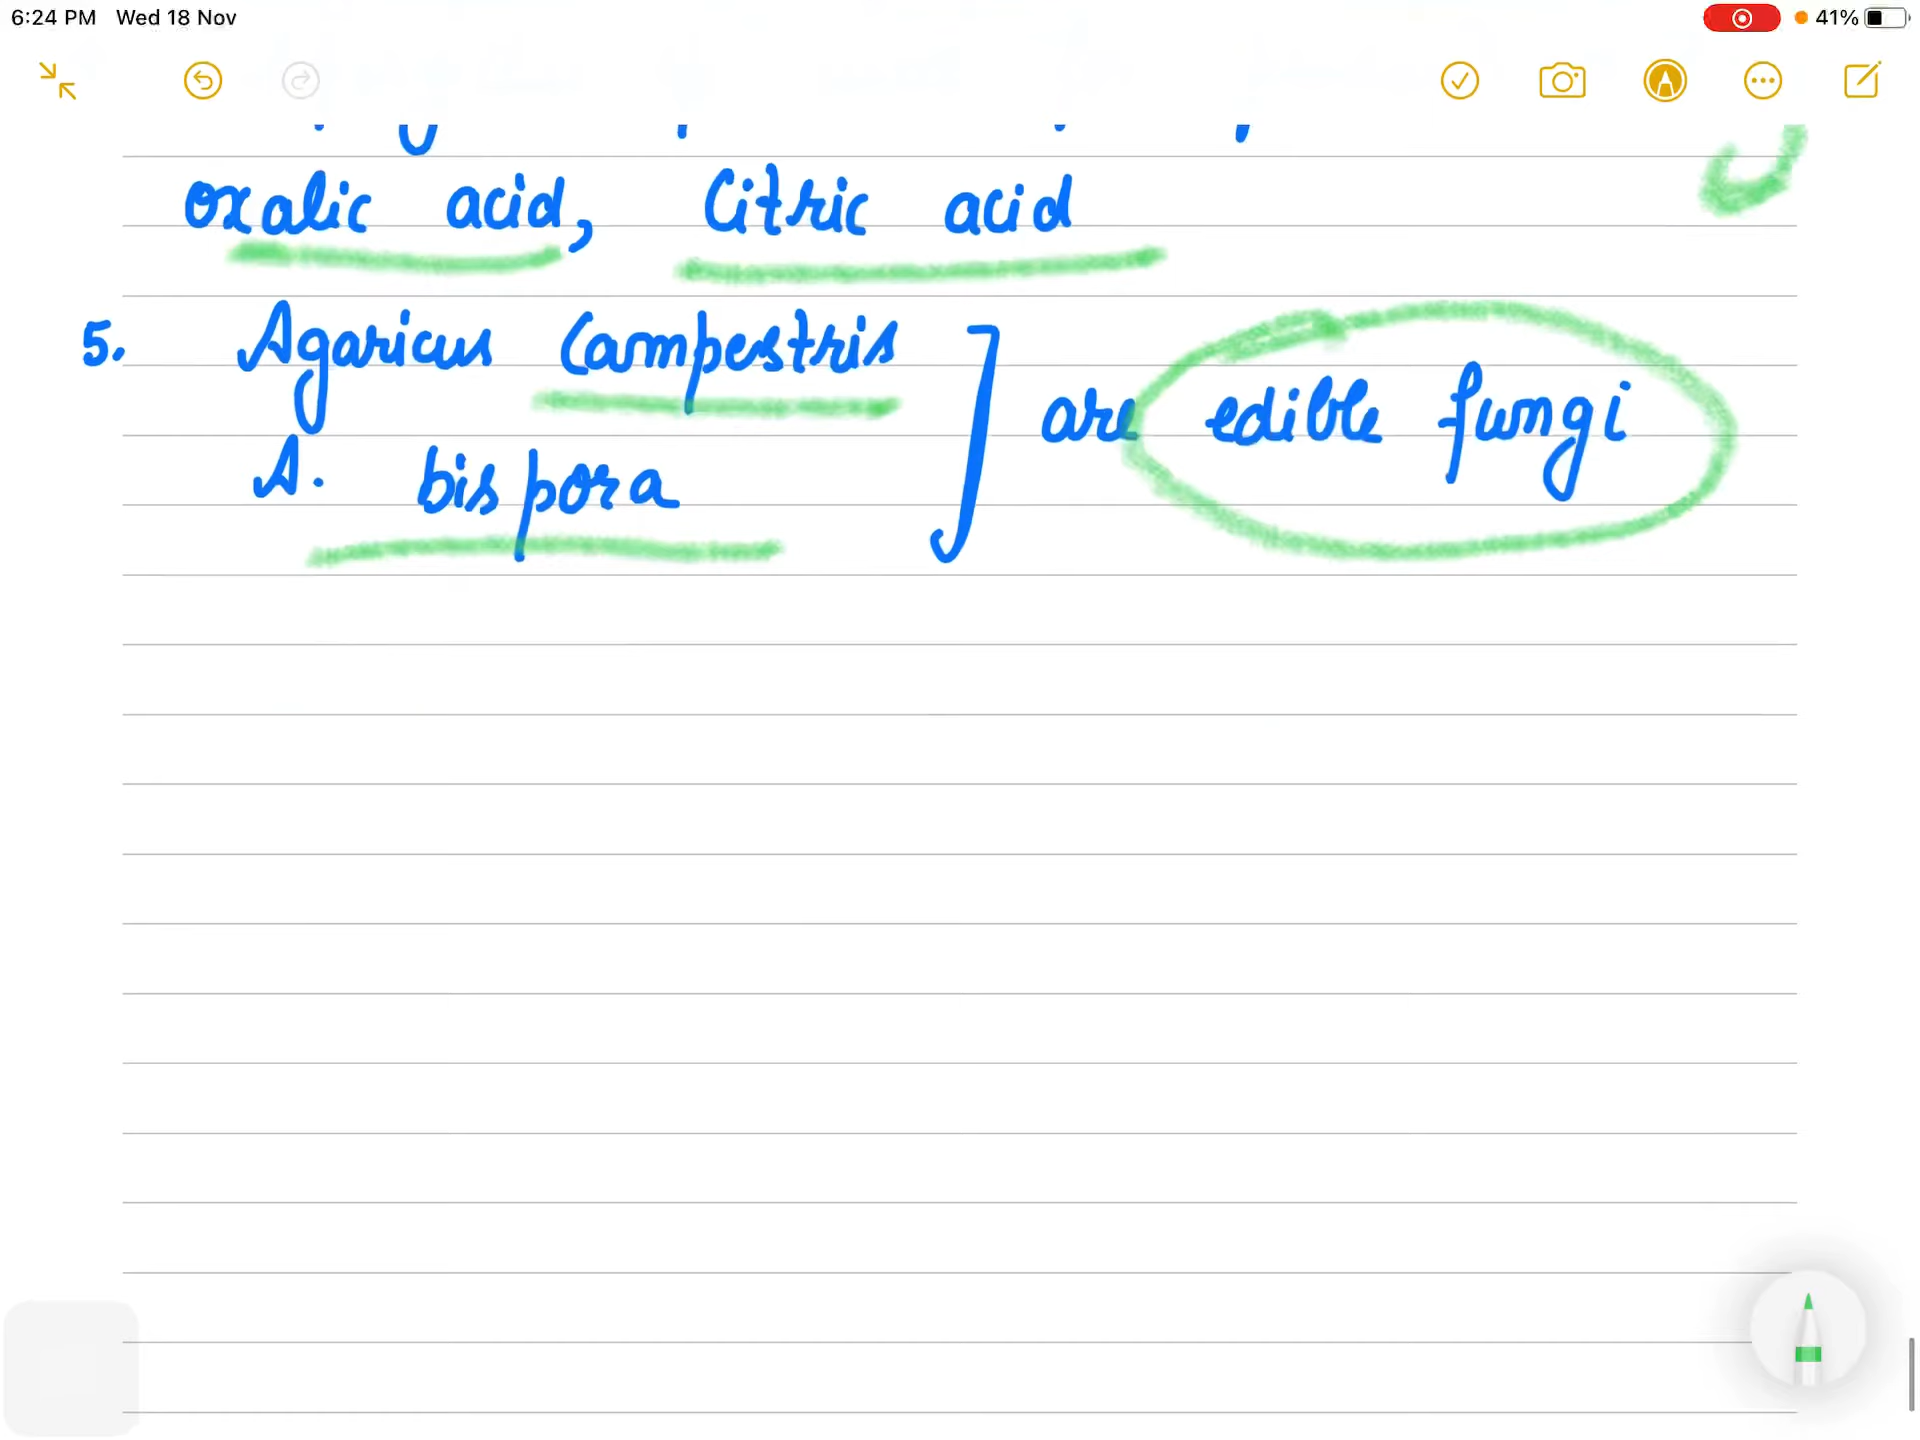 6:24 PM Wed 18 Nov 41%
oxalic acid, Citric acid
5. Agaricus Campestris
are edible fungi
A. bispora